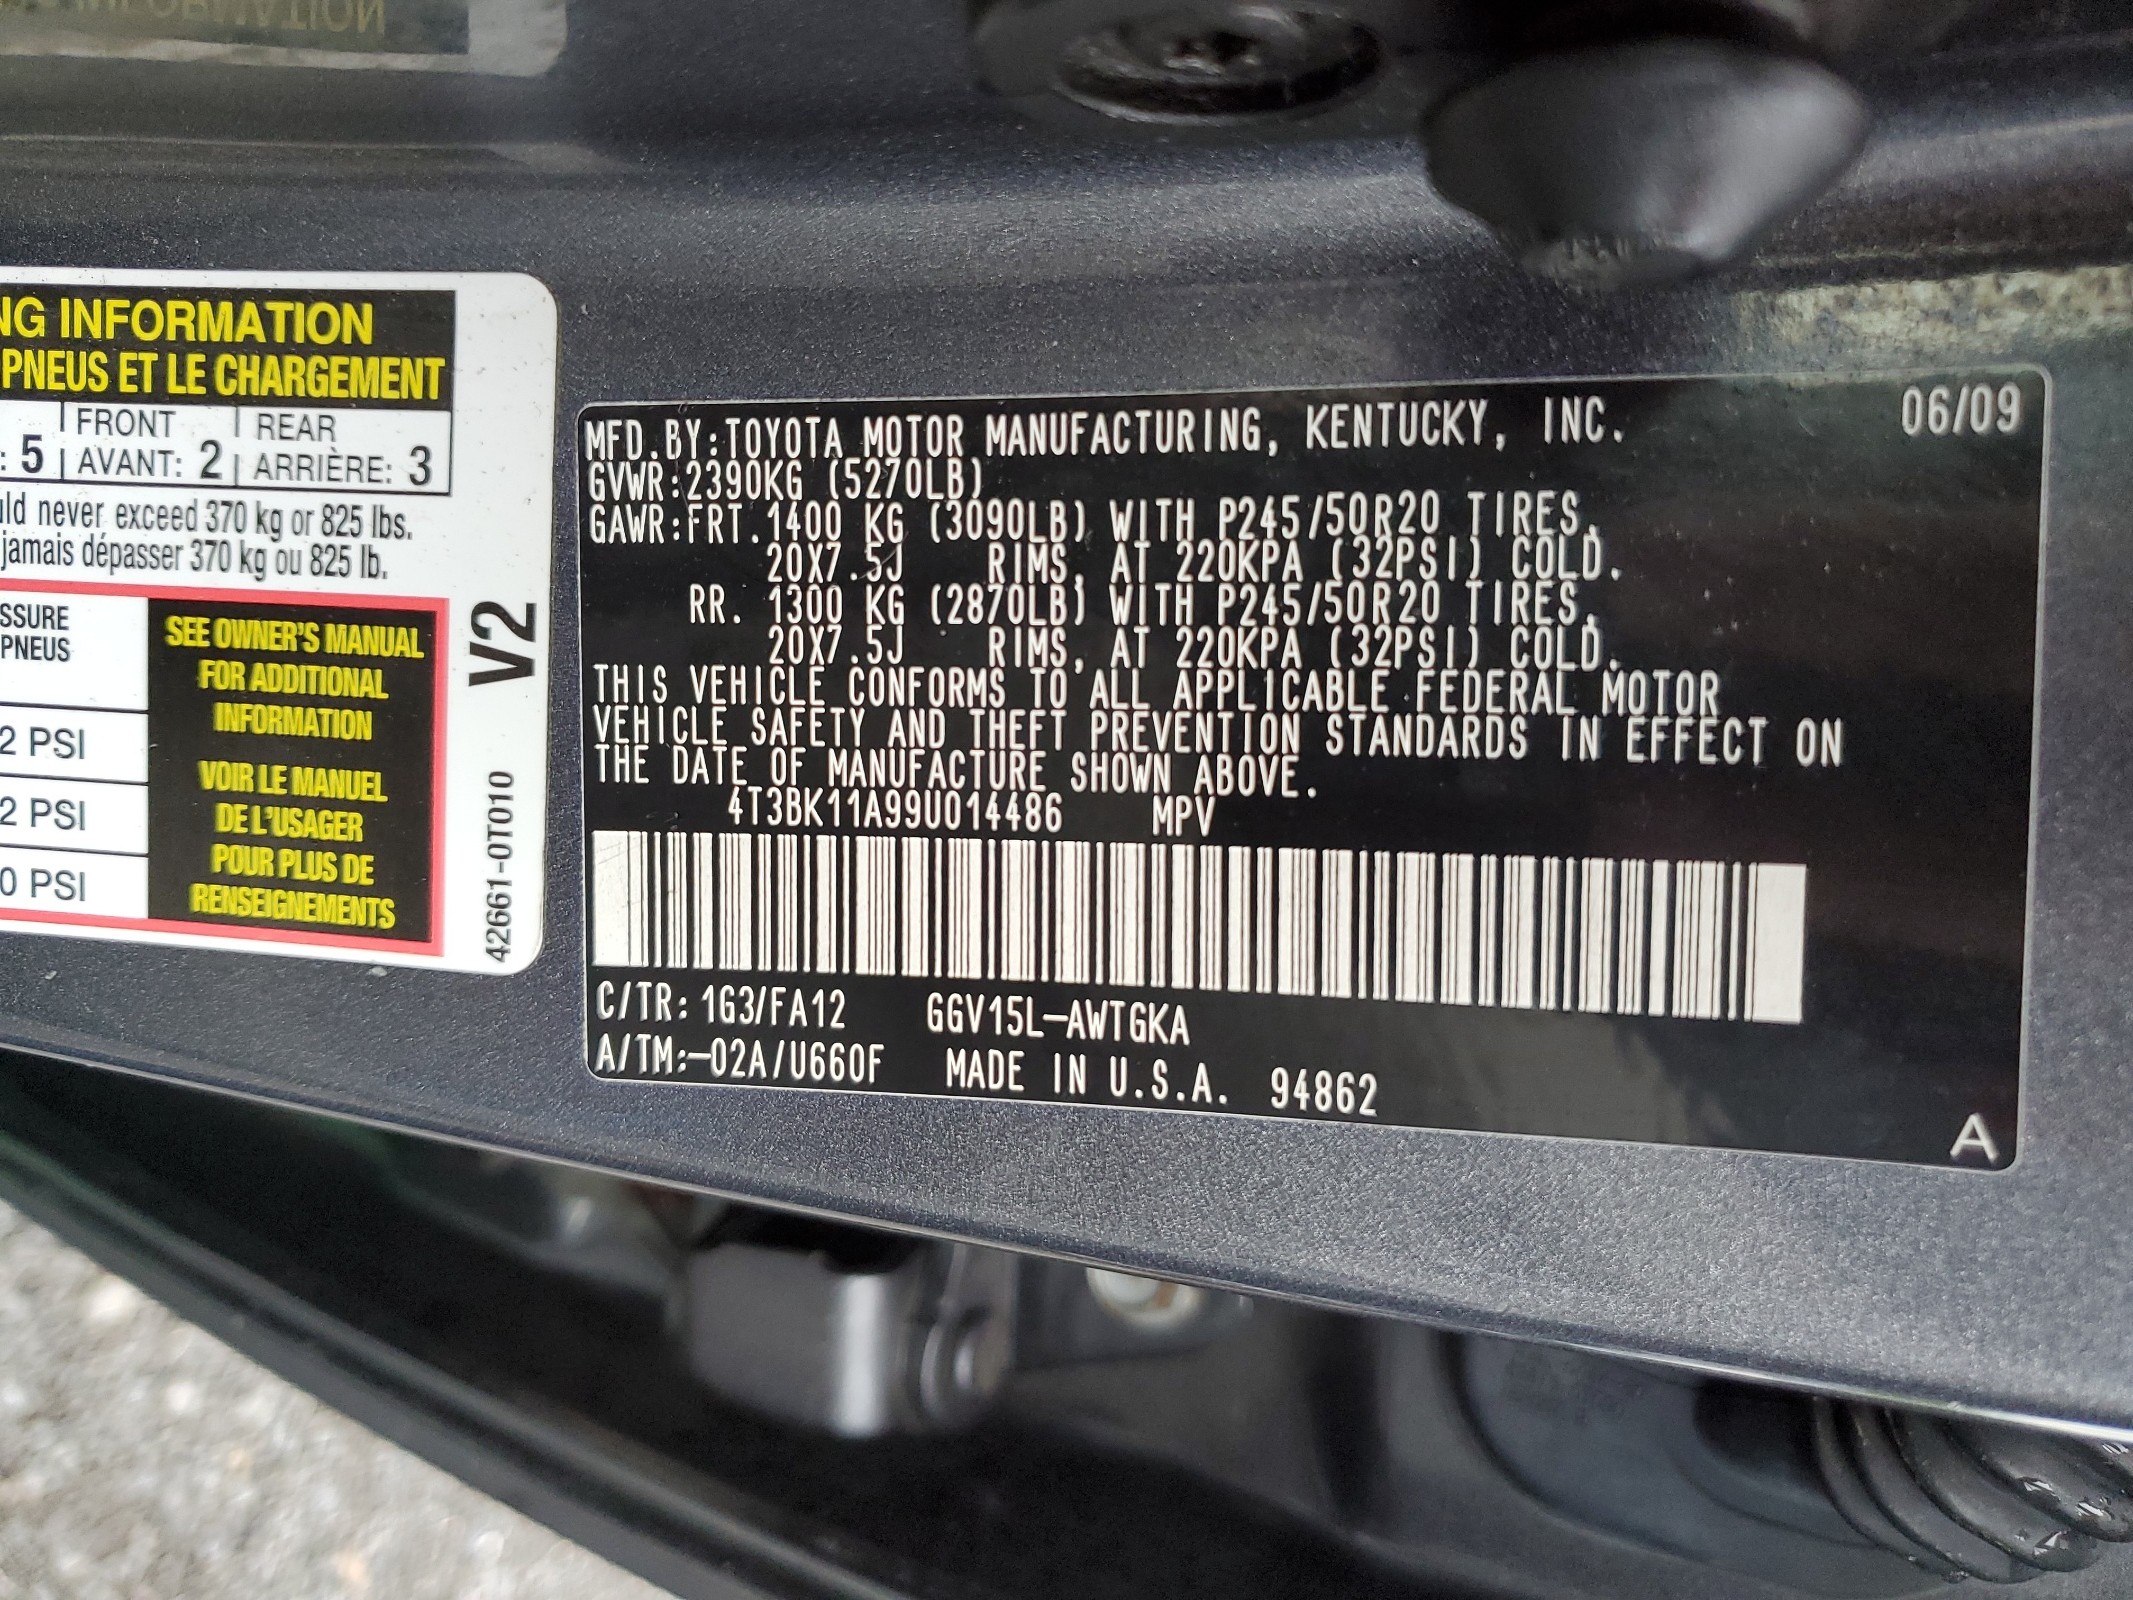 INFORMATION
NG INFORMATION
PNEUS ET LE CHARGEMENT
: 5 FRONT AVANT: 2 REAR ARRIÈRE: 3
uld never exceed 370 kg or 825 lbs.
jamais dépasser 370 kg ou 825 lb.
SSURE
PNEUS
2 PSI
2 PSI
0 PSI
SEE OWNER'S MANUAL
FOR ADDITIONAL
INFORMATION
VOIR LE MANUEL
DE L'USAGER
POUR PLUS DE
RENSEIGNEMENTS
V2
42661-0T010
MFD.BY:TOYOTA MOTOR MANUFACTURING, KENTUCKY, INC. 06/09
GVWR:2390KG (5270LB)
GAWR:FRT.1400 KG (3090LB) WITH P245/50R20 TIRES,
20X7.5J RIMS, AT 220KPA (32PSI) COLD.
RR. 1300 KG (2870LB) WITH P245/50R20 TIRES,
20X7.5J RIMS, AT 220KPA (32PSI) COLD.
THIS VEHICLE CONFORMS TO ALL APPLICABLE FEDERAL MOTOR
VEHICLE SAFETY AND THEFT PREVENTION STANDARDS IN EFFECT ON
THE DATE OF MANUFACTURE SHOWN ABOVE.
4T3BK11A99U014486 MPV
C/TR: 1G3/FA12 GGV15L-AWTGKA
A/TM:-02A/U660F MADE IN U.S.A. 94862
A